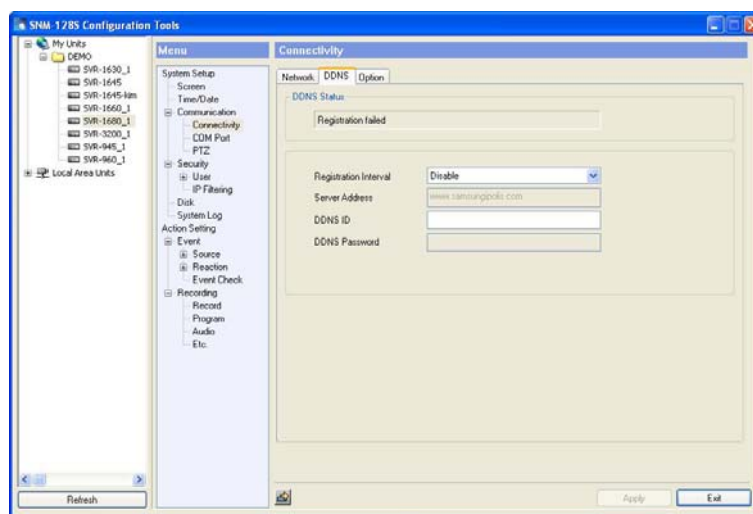 SNM-128S Configuration Tools
My Units
DEMO
SVR-1630_1
SVR-1645
SVR-1645-kim
SVR-1660_1
SVR-1680_1
SVR-3200_1
SVR-945_1
SVR-960_1
Local Area Units
Refresh
Menu
System Setup
Screen
Time/Date
Communication
Connectivity
COM Port
PTZ
Security
User
IP Filtering
Disk
System Log
Action Setting
Event
Source
Reaction
Event Check
Recording
Record
Program
Audio
Etc.
Connectivity
Network DDNS Option
DDNS Status
Registration failed
Registration Interval Disable
Server Address www.samsungipolis.com
DDNS ID
DDNS Password
Apply Exit